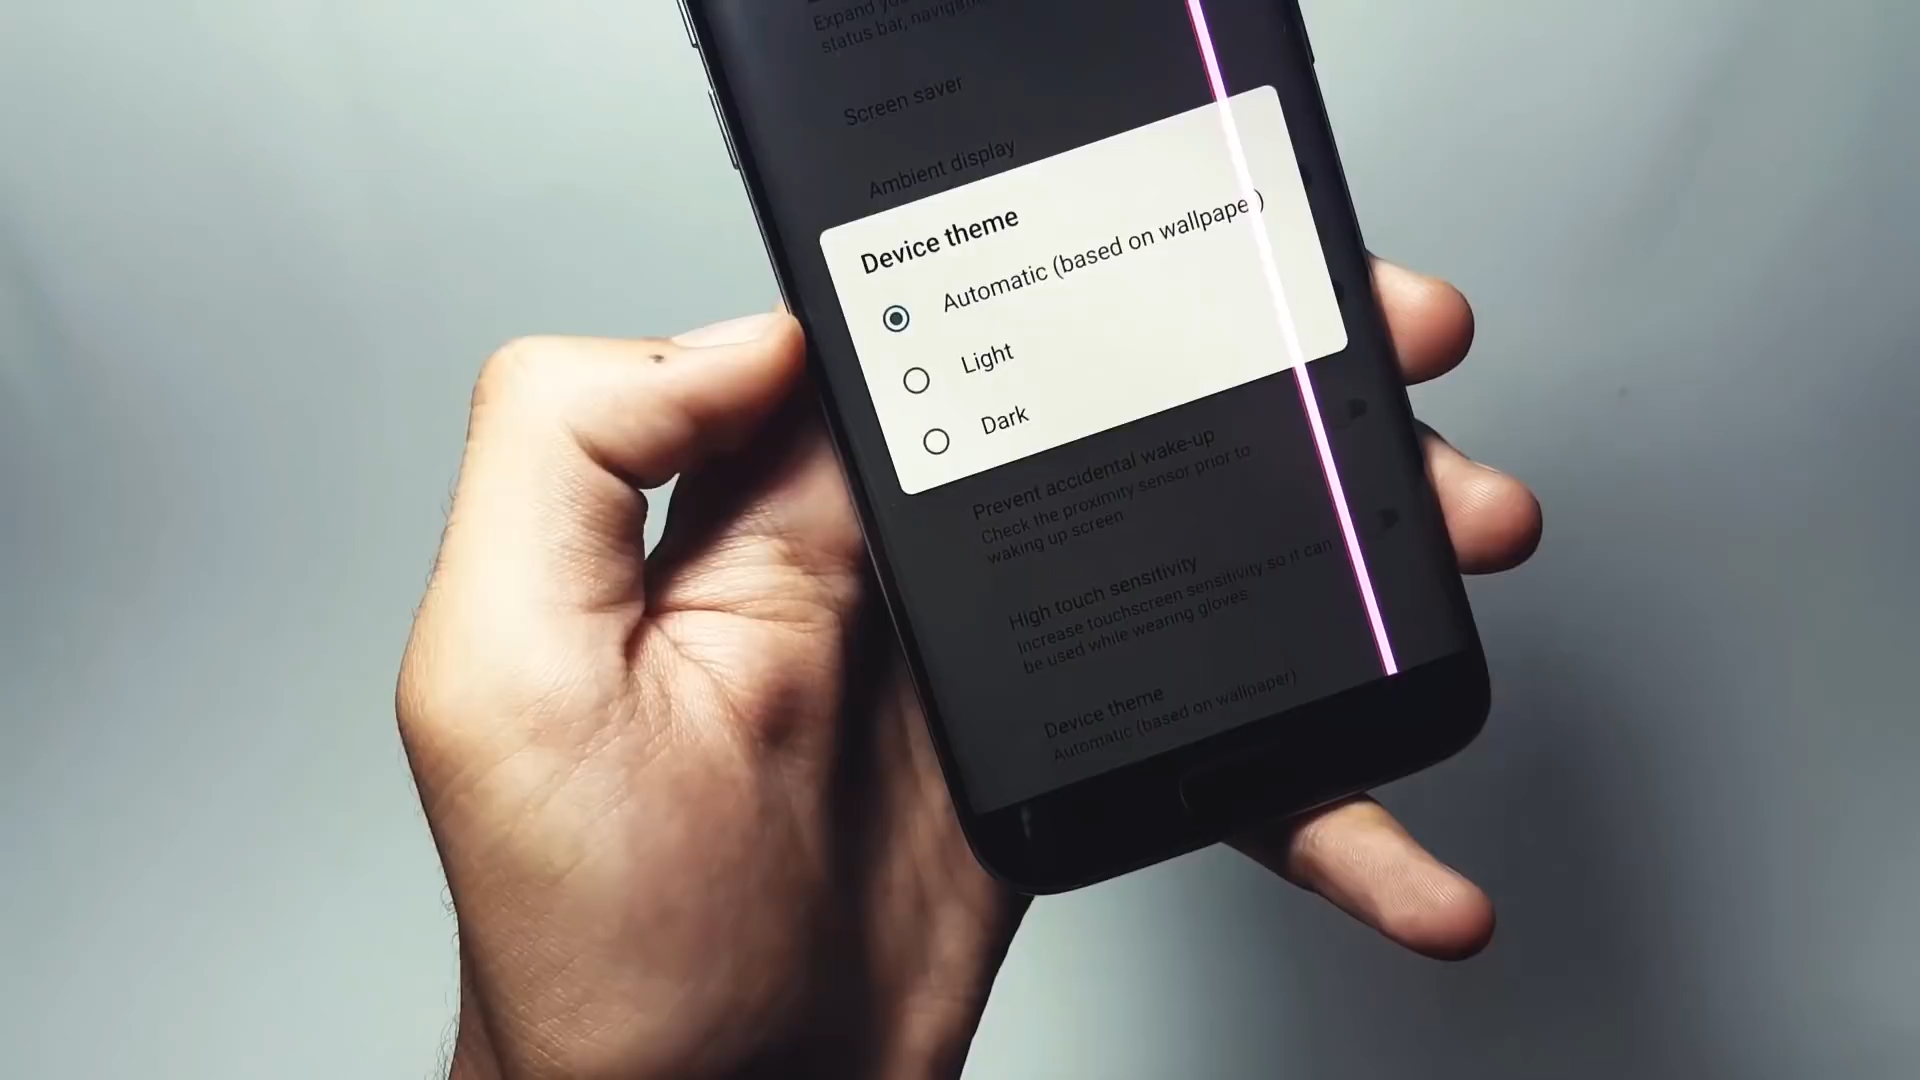 Expand
status bar, naviga
Screen saver
Ambient display
Device theme
Automatic (based on wallpape )
Light
Dark
Prevent accidental wake-up
Check the proximity sensor prior to
waking up screen
High touch sensitivity
Increase touchscreen sensitivity so it can
be used while wearing gloves
Device theme
Automatic (based on wallpaper)